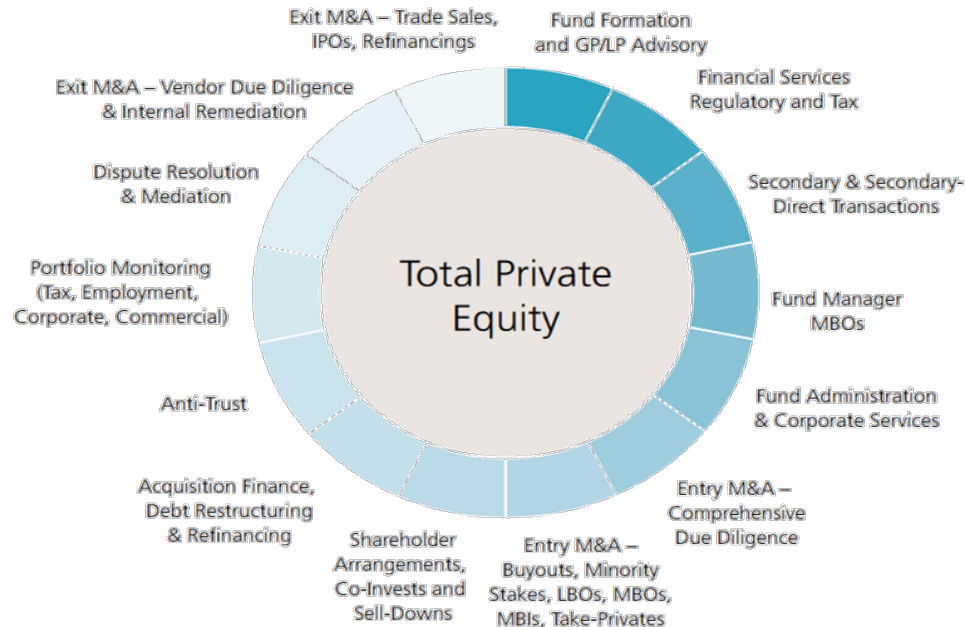 Exit M&A – Trade Sales,
IPOs, Refinancings
Fund Formation
and GP/LP Advisory
Financial Services
Regulatory and Tax
Secondary & Secondary-
Direct Transactions
Fund Manager
MBOs
Fund Administration
& Corporate Services
Entry M&A –
Comprehensive
Due Diligence
Entry M&A –
Buyouts, Minority
Stakes, LBOs, MBOs,
MBIs, Take-Privates
Shareholder
Arrangements,
Co-Invests and
Sell-Downs
Acquisition Finance,
Debt Restructuring
& Refinancing
Anti-Trust
Portfolio Monitoring
(Tax, Employment,
Corporate, Commercial)
Dispute Resolution
& Mediation
Exit M&A – Vendor Due Diligence
& Internal Remediation
Total Private
Equity